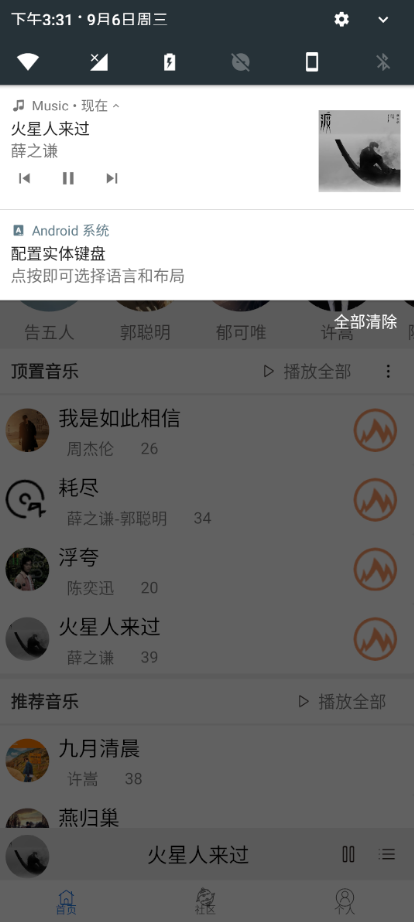 下午3:31 · 9月6日周三
Music · 现在
火星人来过
薛之谦
Android 系统
配置实体键盘
点按即可选择语言和布局
全部清除
告五人 郭聪明 郁可唯 许嵩
顶置音乐 播放全部
我是如此相信
周杰伦 26
耗尽
薛之谦-郭聪明 34
浮夸
陈奕迅 20
火星人来过
薛之谦 39
推荐音乐 播放全部
九月清晨
许嵩 38
燕归巢
火星人来过
首页 社区 个人